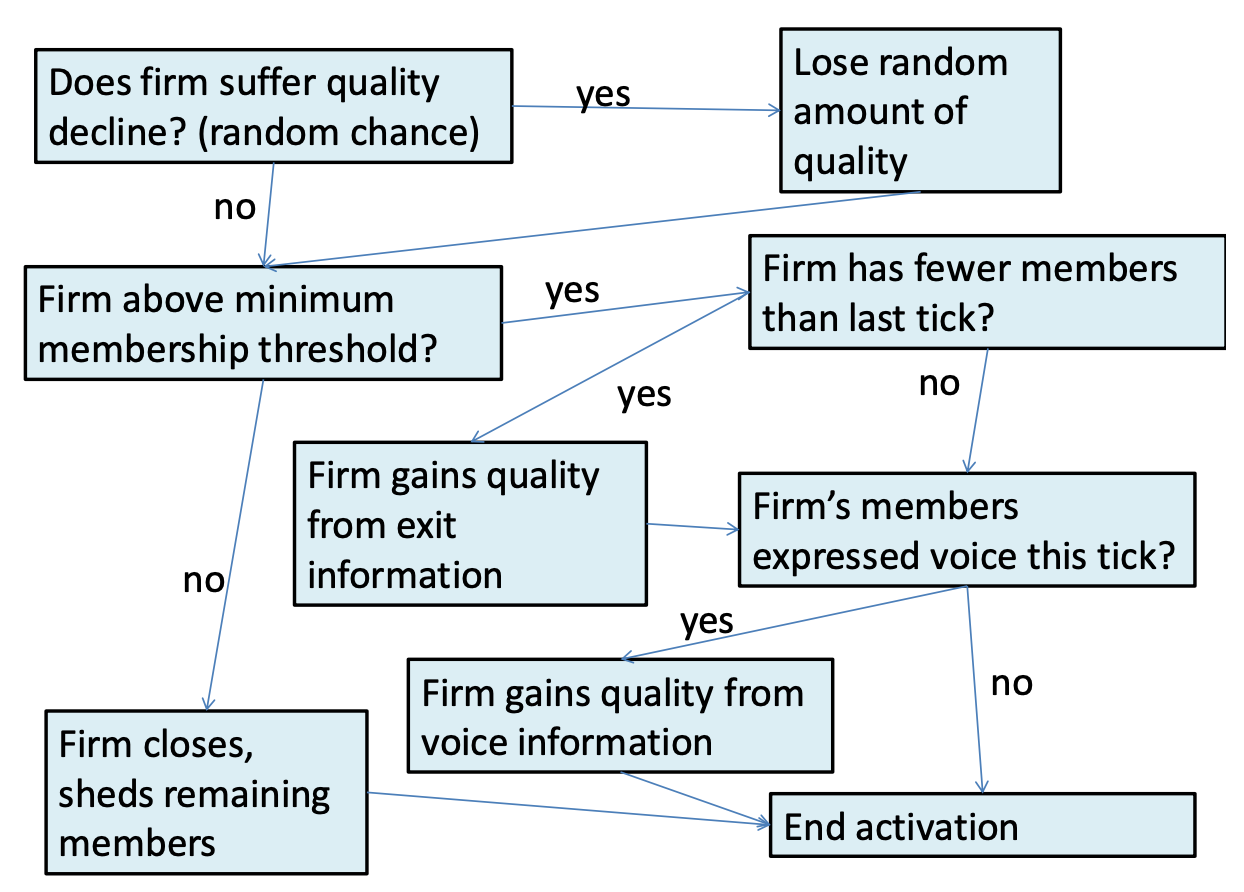 Does firm suffer quality
decline? (random chance)
yes
Lose random
amount of
quality
no
Firm above minimum
membership threshold?
yes
Firm has fewer members
than last tick?
yes
no
Firm gains quality
from exit
information
Firm’s members
expressed voice this tick?
no
yes
Firm gains quality from
voice information
no
Firm closes,
sheds remaining
members
End activation